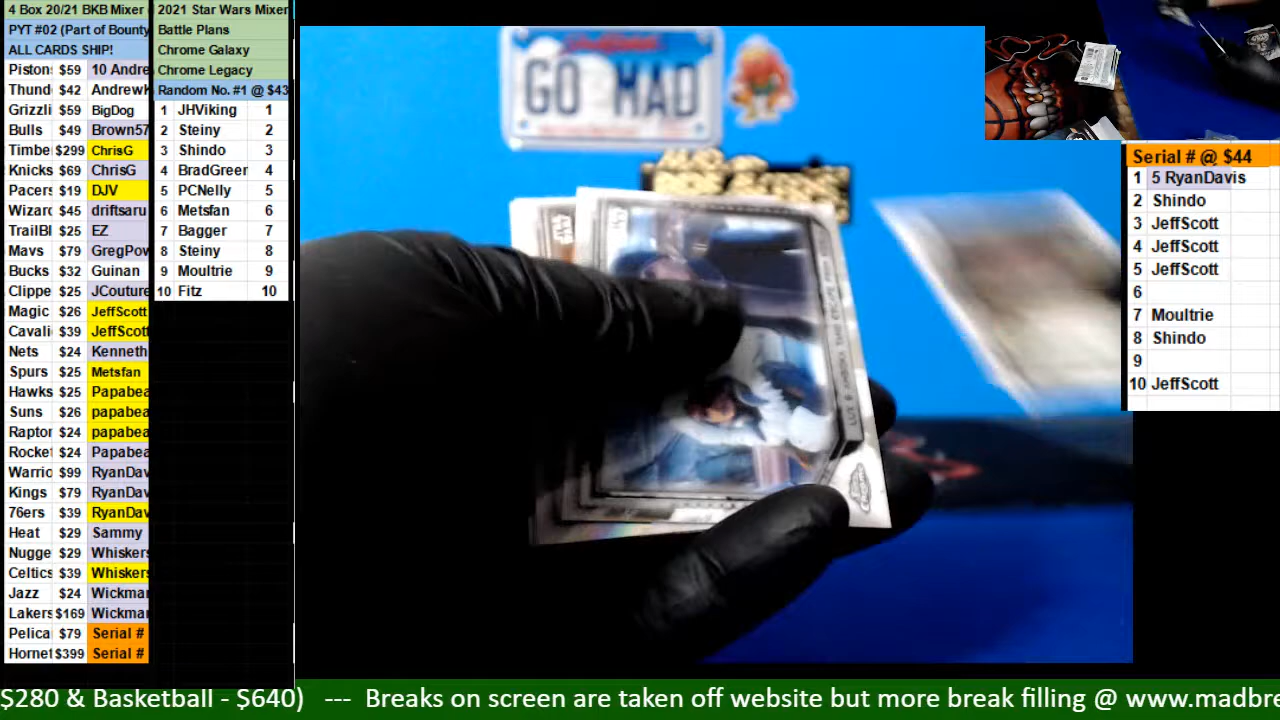 4 Box 20/21 BKB Mixer
PYT #02 (Part of Bounty
ALL CARDS SHIP!
Piston $59 10 Andre
Thund $42 AndrewK
Grizzli $59 BigDog
Bulls $49 Brown57
Timbe $299 ChrisG
Knicks $69 ChrisG
Pacers $19 DJV
Wizard $45 driftsaru
TrailBl $25 EZ
Mavs $79 GregPow
Bucks $32 Guinan
Clippe $25 JCouture
Magic $26 JeffScott
Cavali $39 JeffScott
Nets $24 Kenneth
Spurs $25 Metsfan
Hawks $25 Papabea
Suns $26 papabea
Raptor $24 papabea
Rocket $24 Papabea
Warrio $99 RyanDav
Kings $79 RyanDav
76ers $39 RyanDav
Heat $29 Sammy
Nugge $29 Whiskers
Celtics $39 Whiskers
Jazz $24 Wickmar
Lakers $169 Wickmar
Pelica $79 Serial #
Hornet $399 Serial #
2021 Star Wars Mixer
Battle Plans
Chrome Galaxy
Chrome Legacy
Random No. #1 @ $43
1 JHViking 1
2 Steiny 2
3 Shindo 3
4 BradGreer 4
5 PCNelly 5
6 Metsfan 6
7 Bagger 7
8 Steiny 8
9 Moultrie 9
10 Fitz 10
GO MAD
Serial # @ $44
1 5 RyanDavis
2 Shindo
3 JeffScott
4 JeffScott
5 JeffScott
6
7 Moultrie
8 Shindo
9
10 JeffScott
$280 & Basketball - $640) --- Breaks on screen are taken off website but more break filling @ www.madbre